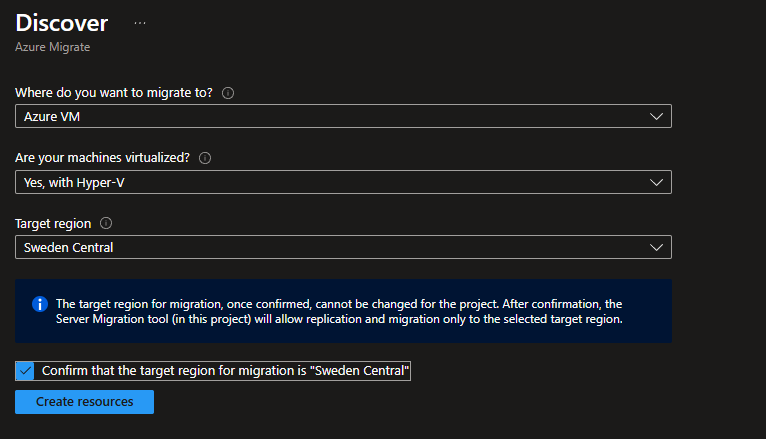 Discover ...
Azure Migrate
Where do you want to migrate to?
Azure VM
Are your machines virtualized?
Yes, with Hyper-V
Target region
Sweden Central
The target region for migration, once confirmed, cannot be changed for the project. After confirmation, the
Server Migration tool (in this project) will allow replication and migration only to the selected target region.
Confirm that the target region for migration is "Sweden Central"
Create resources